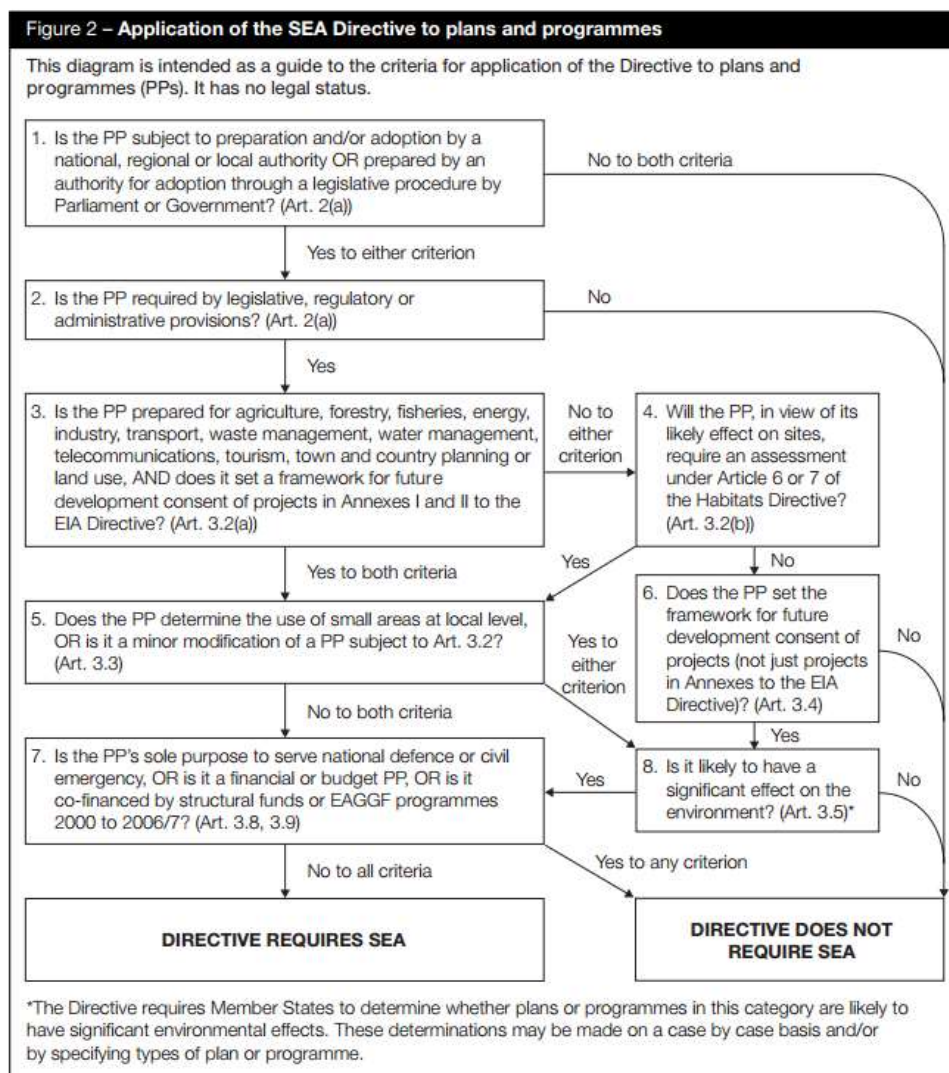 Figure 2 – Application of the SEA Directive to plans and programmes
This diagram is intended as a guide to the criteria for application of the Directive to plans and
programmes (PPs). It has no legal status.
1. Is the PP subject to preparation and/or adoption by a
national, regional or local authority OR prepared by an
authority for adoption through a legislative procedure by
Parliament or Government? (Art. 2(a))
No to both criteria
Yes to either criterion
2. Is the PP required by legislative, regulatory or
administrative provisions? (Art. 2(a))
No
Yes
3. Is the PP prepared for agriculture, forestry, fisheries, energy,
industry, transport, waste management, water management,
telecommunications, tourism, town and country planning or
land use, AND does it set a framework for future
development consent of projects in Annexes I and II to the
EIA Directive? (Art. 3.2(a))
No to
either
criterion
4. Will the PP, in view of its
likely effect on sites,
require an assessment
under Article 6 or 7 of
the Habitats Directive?
(Art. 3.2(b))
Yes to both criteria
Yes
No
5. Does the PP determine the use of small areas at local level,
OR is it a minor modification of a PP subject to Art. 3.2?
(Art. 3.3)
Yes to
either
criterion
6. Does the PP set the
framework for future
development consent of
projects (not just projects
in Annexes to the EIA
Directive)? (Art. 3.4)
No
No to both criteria
Yes
7. Is the PP's sole purpose to serve national defence or civil
emergency, OR is it a financial or budget PP, OR is it
co-financed by structural funds or EAGGF programmes
2000 to 2006/7? (Art. 3.8, 3.9)
Yes
8. Is it likely to have a
significant effect on the
environment? (Art. 3.5)*
No
No to all criteria
Yes to any criterion
DIRECTIVE REQUIRES SEA
DIRECTIVE DOES NOT
REQUIRE SEA
*The Directive requires Member States to determine whether plans or programmes in this category are likely to
have significant environmental effects. These determinations may be made on a case by case basis and/or
by specifying types of plan or programme.